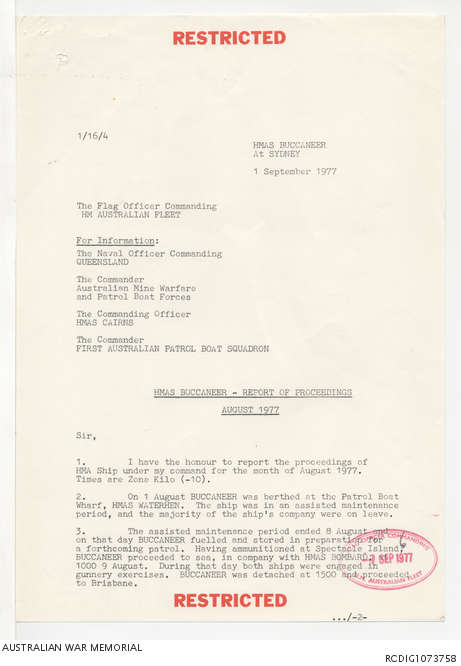 RESTRICTED
1/16/4
HMAS BUCCANEER
At SYDNEY
1 September 1977
The Flag Officer Commanding
HM AUSTRALIAN FLEET
For Information:
The Naval Officer Commanding
QUEENSLAND
The Commander
Australian Mine Warfare
and Patrol Boat Forces
The Commanding Officer
HMAS CAIRNS
The Commander
FIRST AUSTRALIAN PATROL BOAT SQUADRON
HMAS BUCCANEER - REPORT OF PROCEEDINGS
AUGUST 1977
Sir,
1. I have the honour to report the proceedings of
HMA Ship under my command for the month of August 1977.
Times are Zone Kilo (-10).
2. On 1 August BUCCANEER was berthed at the Patrol Boat
Wharf, HMAS WATERHEN. The ship was in an assisted maintenance
period, and the majority of the ship's company were on leave.
3. The assisted maintenance period ended 8 August and
on that day BUCCANEER fuelled and stored in preparation for
a forthcoming patrol. Having ammunitioned at Spectacle Island,
BUCCANEER proceeded to sea, in company with HMAS BOMBARD, at
1000 9 August. During that day both ships were engaged in
gunnery exercises. BUCCANEER was detached at 1500 and proceeded
to Brisbane.
SEP 1977
AUSTRALIAN FLEET
RESTRICTED
.../-2-
AUSTRALIAN WAR MEMORIAL
RCDIG1073758